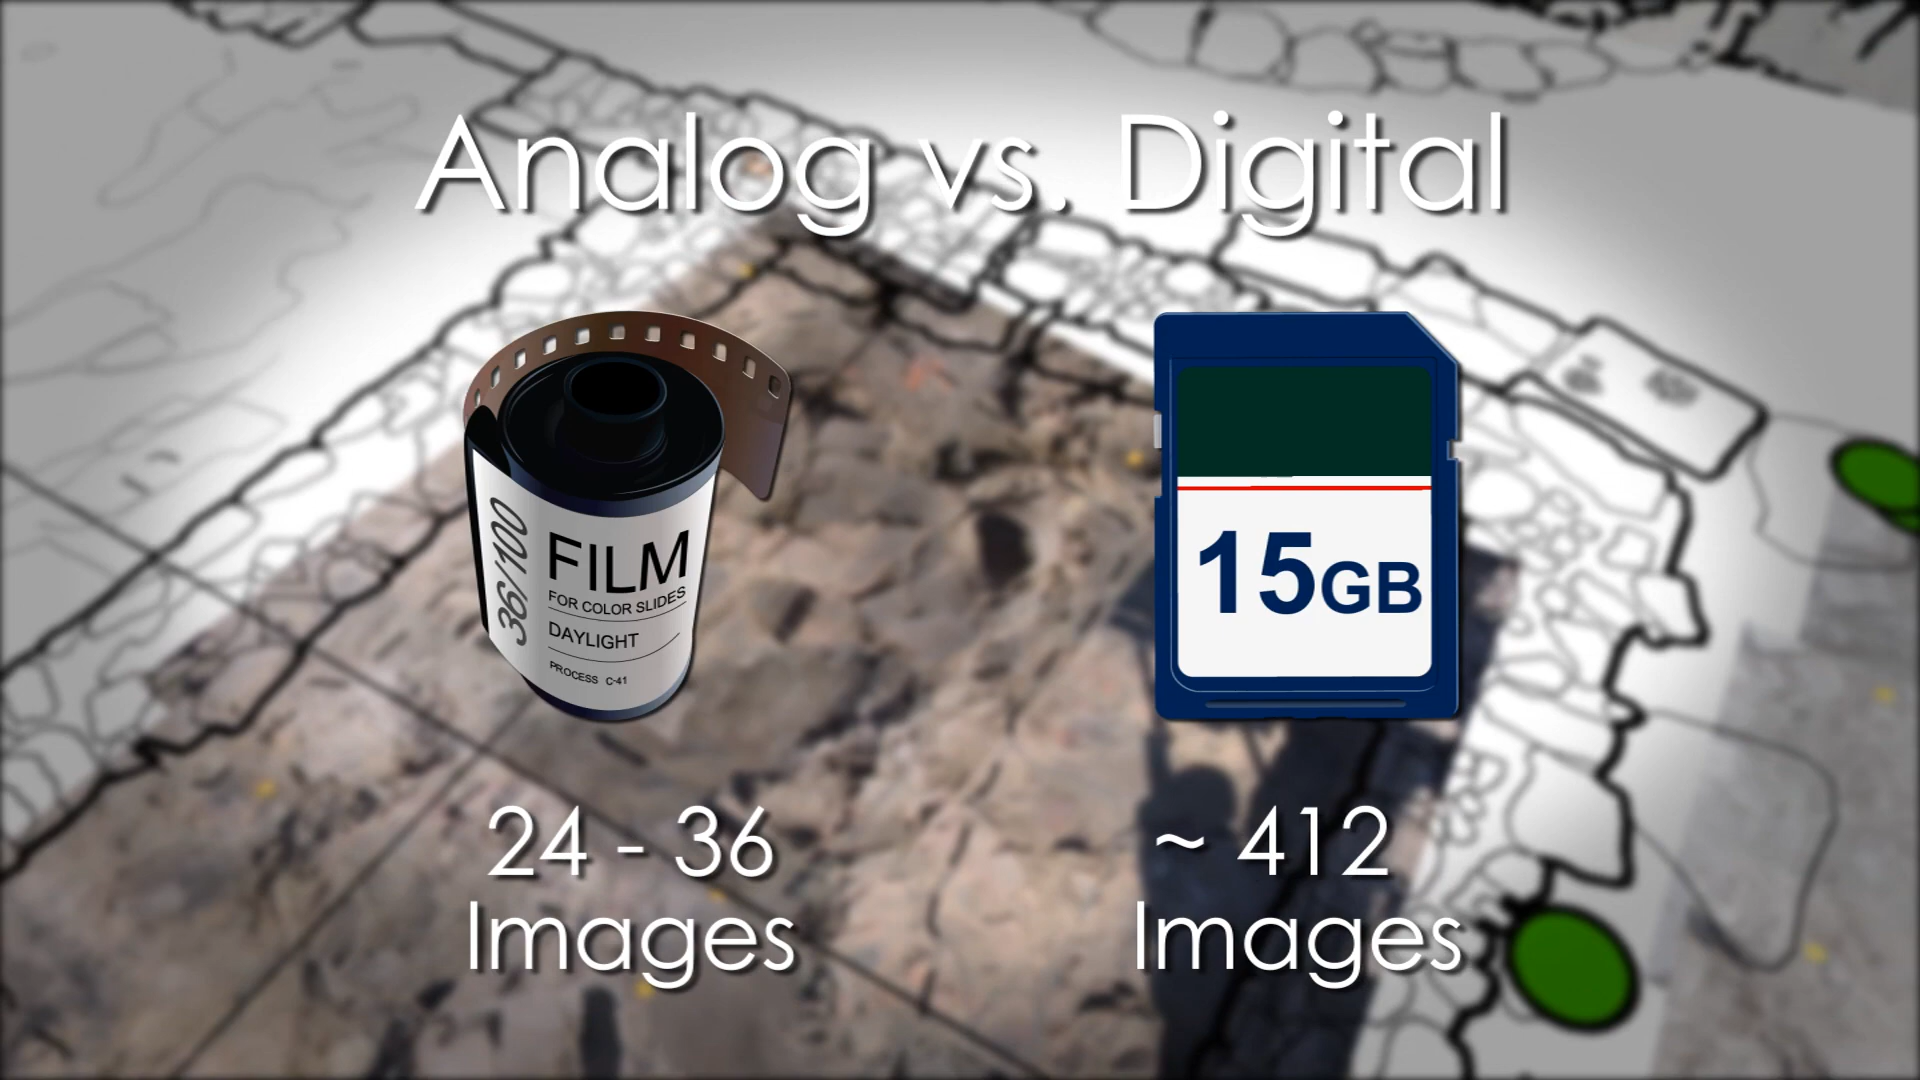 Analog vs. Digital
36/100
FILM
FOR COLOR SLIDES
DAYLIGHT
PROCESS C-41
15GB
24 - 36
Images
~ 412
Images